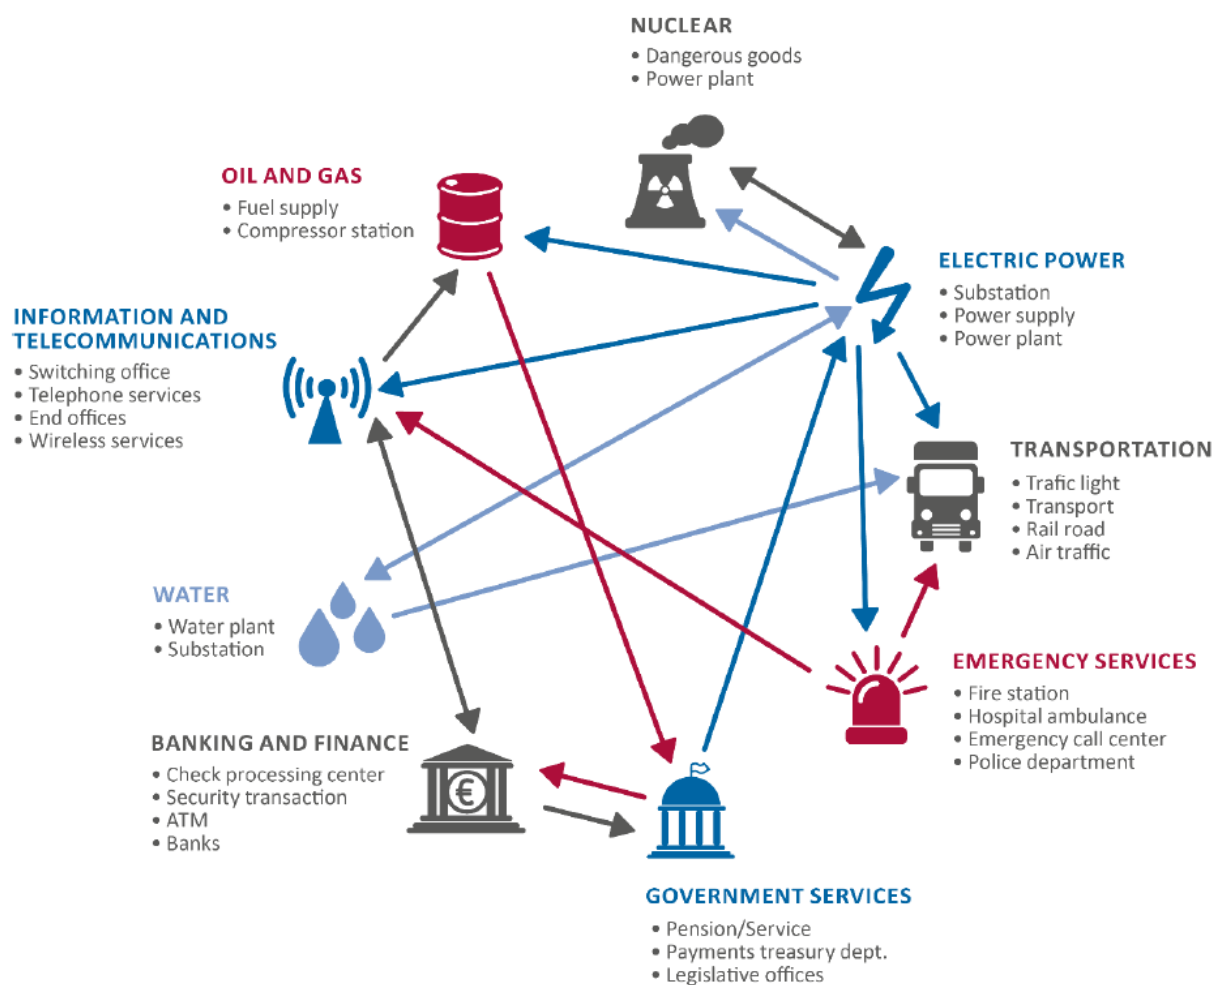 NUCLEAR
• Dangerous goods
• Power plant
OIL AND GAS
• Fuel supply
• Compressor station
ELECTRIC POWER
• Substation
• Power supply
• Power plant
INFORMATION AND
TELECOMMUNICATIONS
• Switching office
• Telephone services
• End offices
• Wireless services
TRANSPORTATION
• Trafic light
• Transport
• Rail road
• Air traffic
WATER
• Water plant
• Substation
EMERGENCY SERVICES
• Fire station
• Hospital ambulance
• Emergency call center
• Police department
BANKING AND FINANCE
• Check processing center
• Security transaction
• ATM
• Banks
€
GOVERNMENT SERVICES
• Pension/Service
• Payments treasury dept.
• Legislative offices